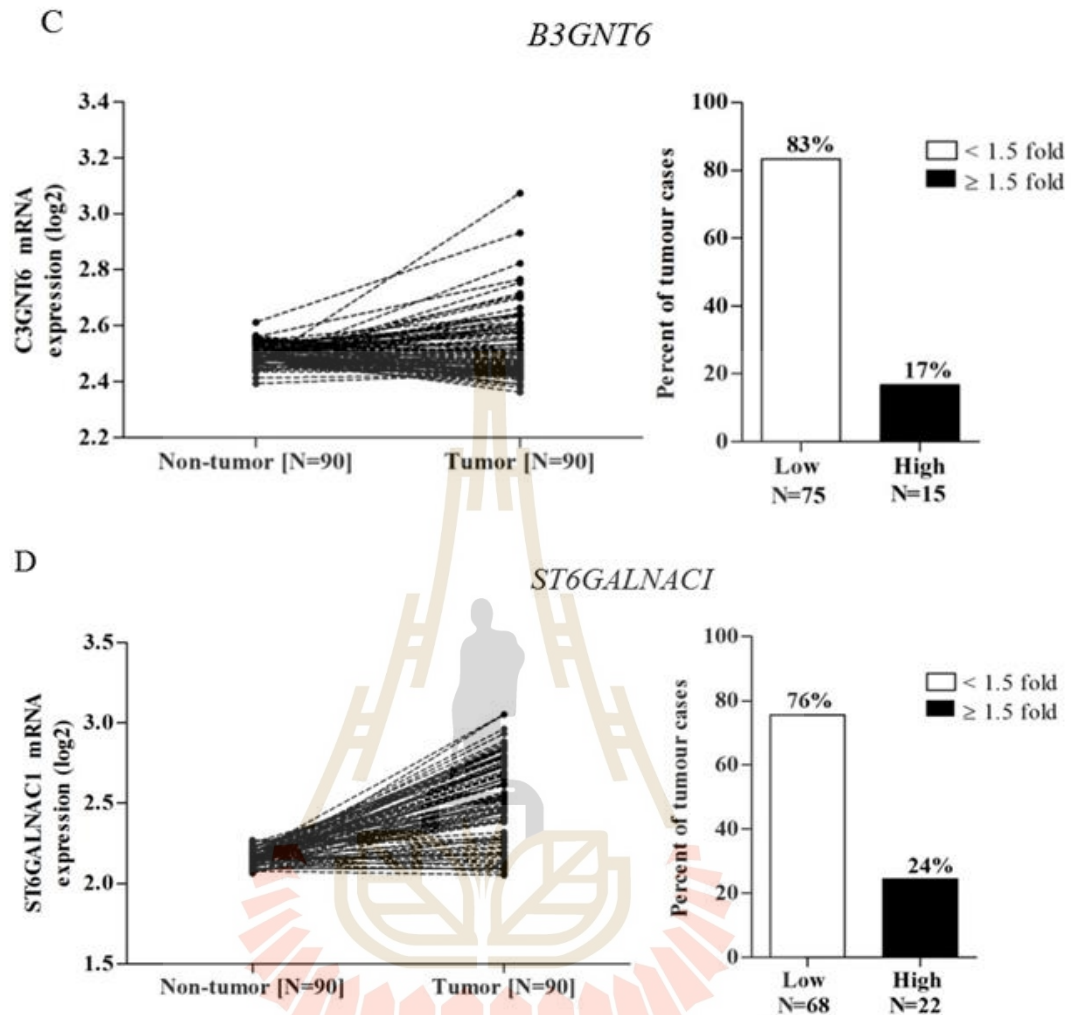 C
B3GNT6
C3GNT6 mRNA
expression (log2)
3.4
3.2
3.0
2.8
2.6
2.4
2.2
Non-tumor [N=90]
Tumor [N=90]
Percent of tumour cases
100
80
60
40
20
0
83%
17%
< 1.5 fold
≥ 1.5 fold
Low
N=75
High
N=15
D
ST6GALNACI
ST6GALNAC1 mRNA
expression (log2)
3.5
3.0
2.5
2.0
1.5
Non-tumor [N=90]
Tumor [N=90]
Percent of tumour cases
100
80
60
40
20
0
76%
24%
< 1.5 fold
≥ 1.5 fold
Low
N=68
High
N=22